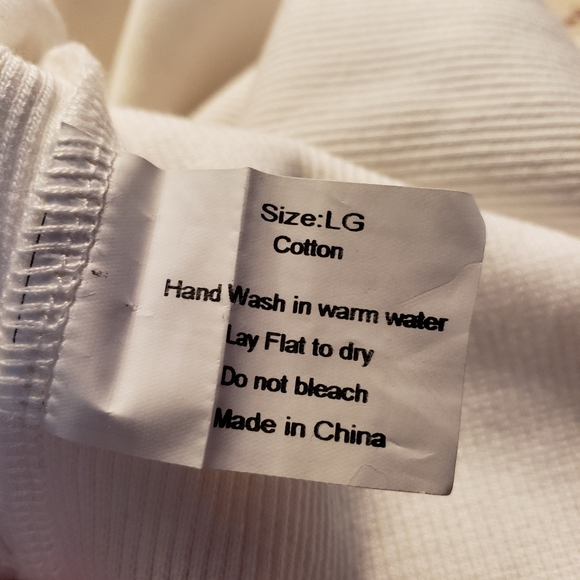 Size:LG
Cotton
Hand Wash in warm water
Lay Flat to dry
Do not bleach
Made in China